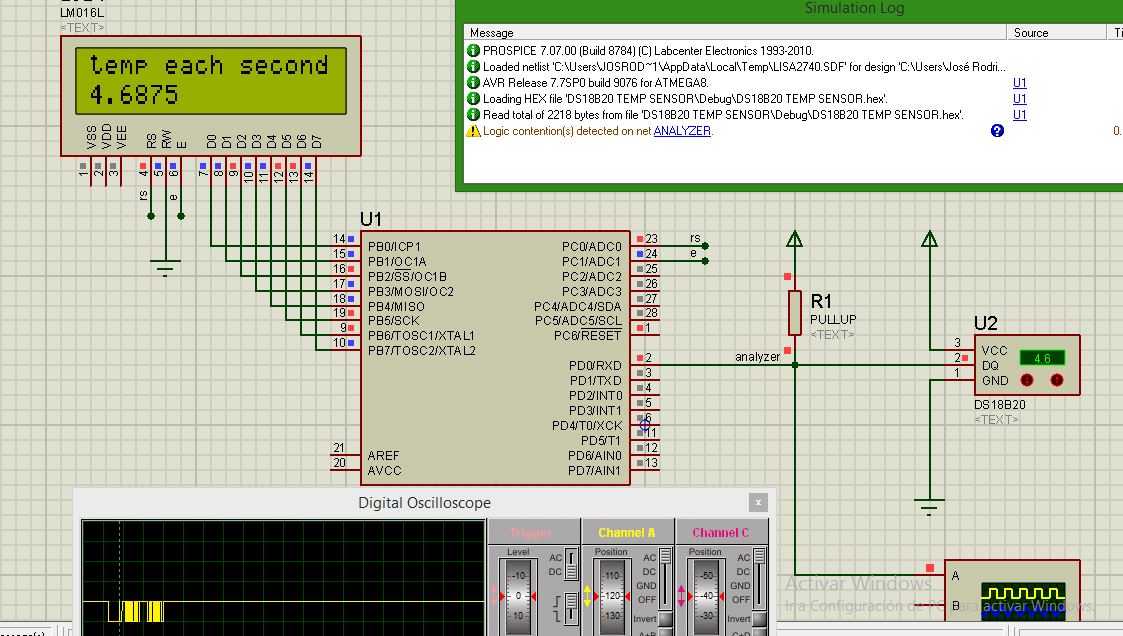 LM016L
<TEXT>
temp each second
4.6875
VSS
VDD
VEE
RS
RW
E
D0
D1
D2
D3
D4
D5
D6
D7
1
2
3
4
5
6
7
8
9
10
11
12
13
14
rs
e
Simulation Log
Message Source
PROSPICE 7.07.00 (Build 8784) (C) Labcenter Electronics 1993-2010.
Loaded netlist 'C:\Users\JOSROD~1\AppData\Local\Temp\LISA2740.SDF' for design 'C:\Users\José Rodri...
AVR Release 7.7SP0 build 9076 for ATMEGA8. U1
Loading HEX file 'DS18B20 TEMP SENSOR\Debug\DS18B20 TEMP SENSOR.hex'. U1
Read total of 2218 bytes from file 'DS18B20 TEMP SENSOR\Debug\DS18B20 TEMP SENSOR.hex'. U1
Logic contention(s) detected on net ANALYZER. 0.
U1
14 PB0/ICP1 PC0/ADC0 23 rs
15 PB1/OC1A PC1/ADC1 24 e
16 PB2/SS/OC1B PC2/ADC2 25
17 PB3/MOSI/OC2 PC3/ADC3 26
18 PB4/MISO PC4/ADC4/SDA 27
19 PB5/SCK PC5/ADC5/SCL 28
9 PB6/TOSC1/XTAL1 PC6/RESET 1
10 PB7/TOSC2/XTAL2
PD0/RXD 2 analyzer
PD1/TXD 3
PD2/INT0 4
PD3/INT1 5
PD4/T0/XCK 6
PD5/T1 11
21 AREF PD6/AIN0 12
20 AVCC PD7/AIN1 13
R1
PULLUP
<TEXT>
U2
3 VCC
2 DQ 4.6
1 GND
DS18B20
<TEXT>
Digital Oscilloscope
Trigger Channel A Channel C
Level
AC
DC
-10
0
10
Position
AC
DC
GND
OFF
Invert
A+B
110
-120
-130
Position
AC
DC
GND
OFF
Invert
C+D
-50
-40
-30
A
B
Activar Windows
Ir a Configuración de PC para activar Windows.